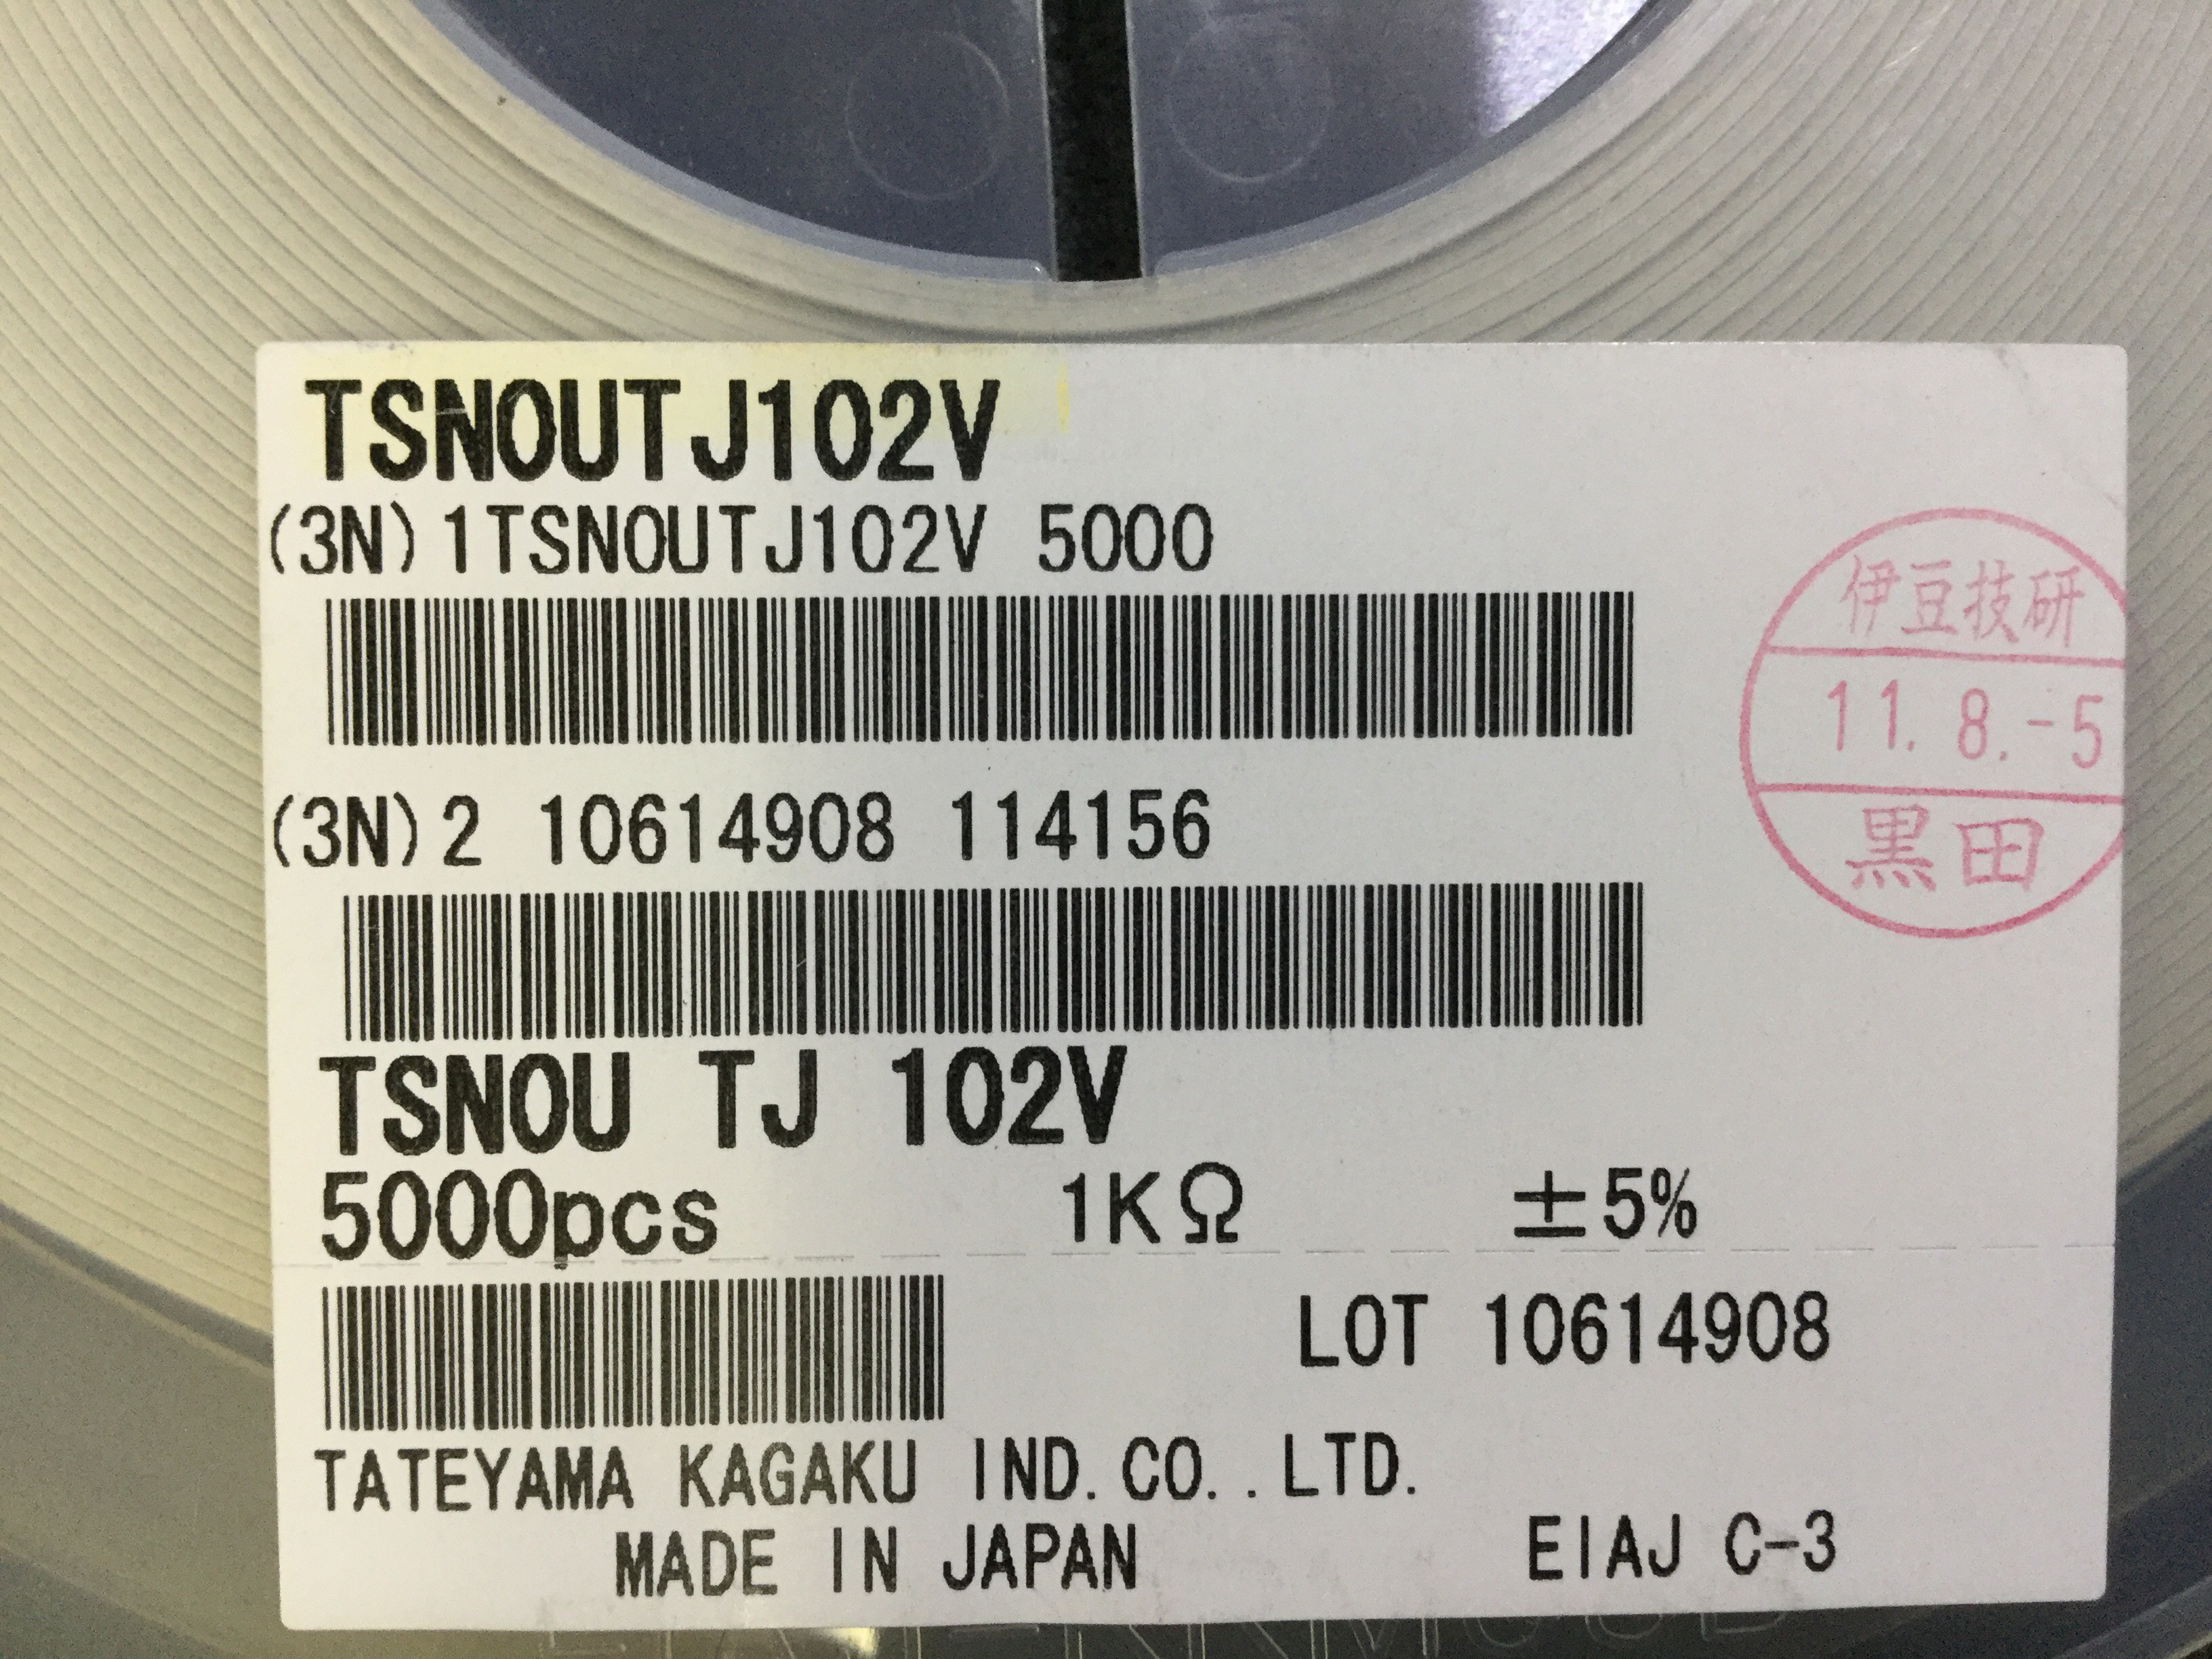 TSNOUTJ102V
(3N)1TSNOUTJ102V 5000
伊豆技研
11.8.-5
黒田
(3N)2 10614908 114156
TSNOU TJ 102V
5000pcs 1KΩ ±5%
LOT 10614908
TATEYAMA KAGAKU IND.CO..LTD.
MADE IN JAPAN EIAJ C-3